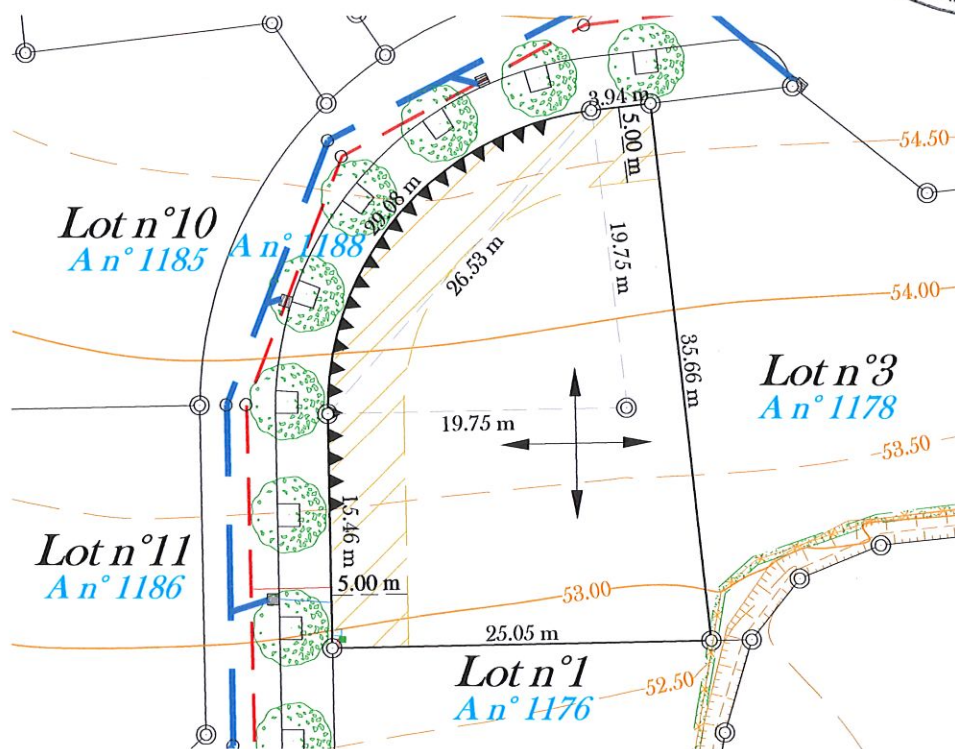 3.94 m
5.00 m
54.50
29.08 m
Lot n°10
A n° 1185
A n° 1188
26.53 m
19.75 m
54.00
35.66 m
Lot n°3
A n° 1178
19.75 m
53.50
15.46 m
Lot n°11
A n° 1186
5.00 m
53.00
25.05 m
Lot n°1
A n° 1176
52.50